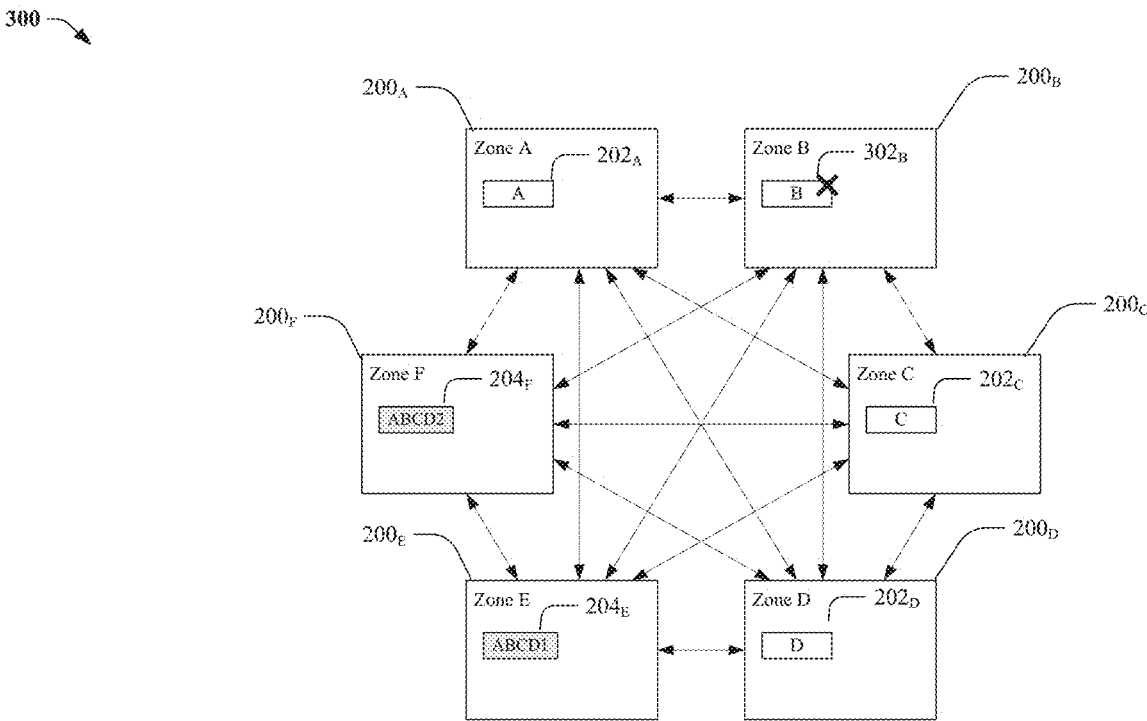 300
200A
200B
Zone A
202A
A
Zone B
302B
B
200F
200C
Zone F
204F
ABCD2
Zone C
202C
C
200E
200D
Zone E
204E
ABCD1
Zone D
202D
D